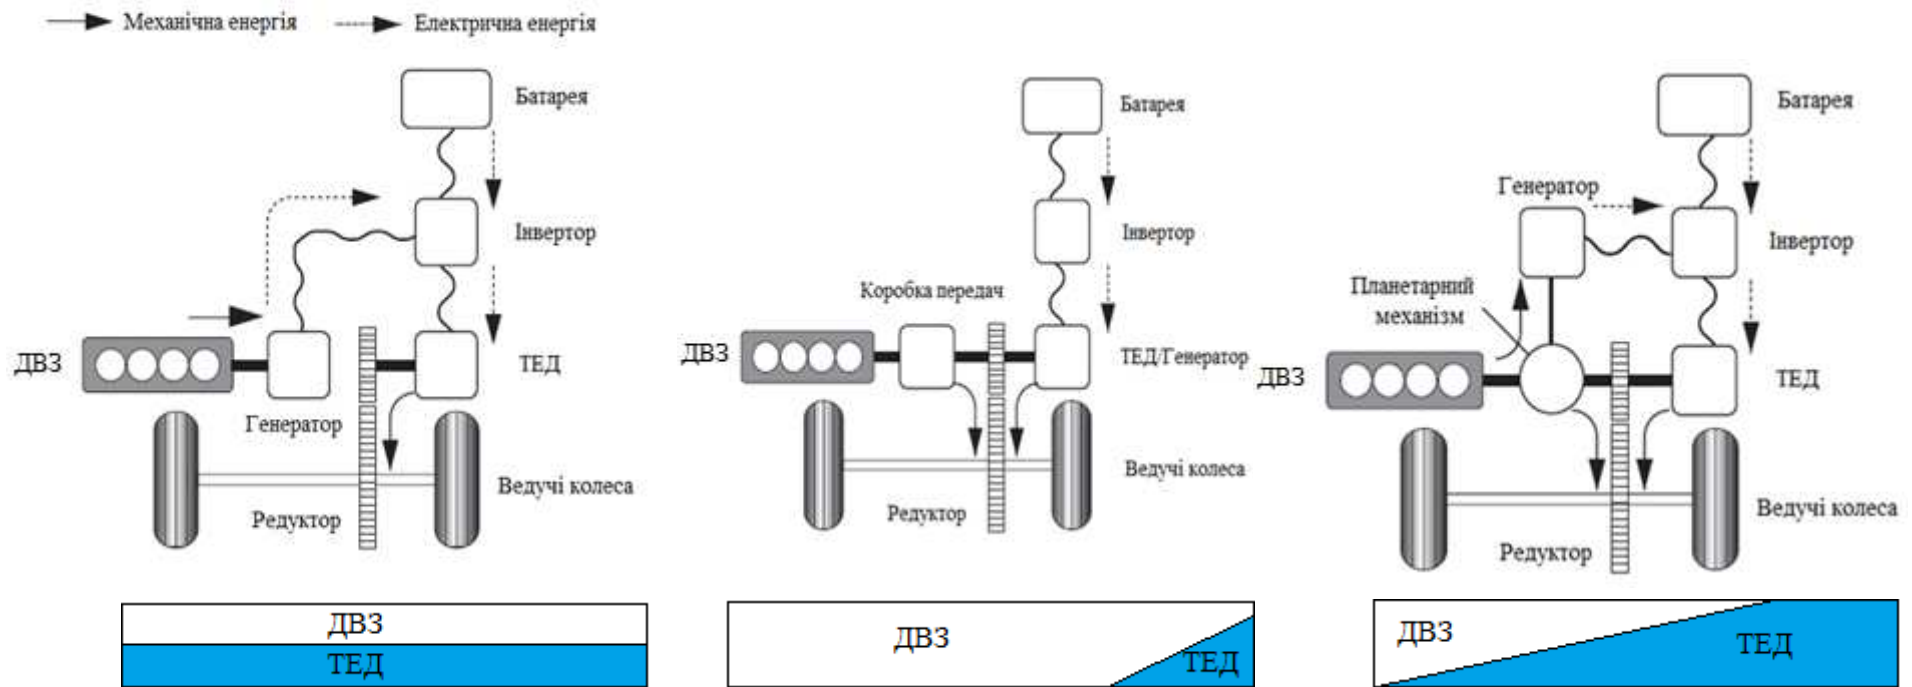 Механічна енергія
Електрична енергія
Батарея
Інвертор
ДВЗ
ТЕД
Генератор
Ведучі колеса
Редуктор
ДВЗ
ТЕД
Батарея
Інвертор
Коробка передач
ДВЗ
ТЕД/Генератор
Ведучі колеса
Редуктор
ДВЗ
ТЕД
Батарея
Генератор
Інвертор
Планетарний
механізм
ДВЗ
ТЕД
Ведучі колеса
Редуктор
ДВЗ
ТЕД